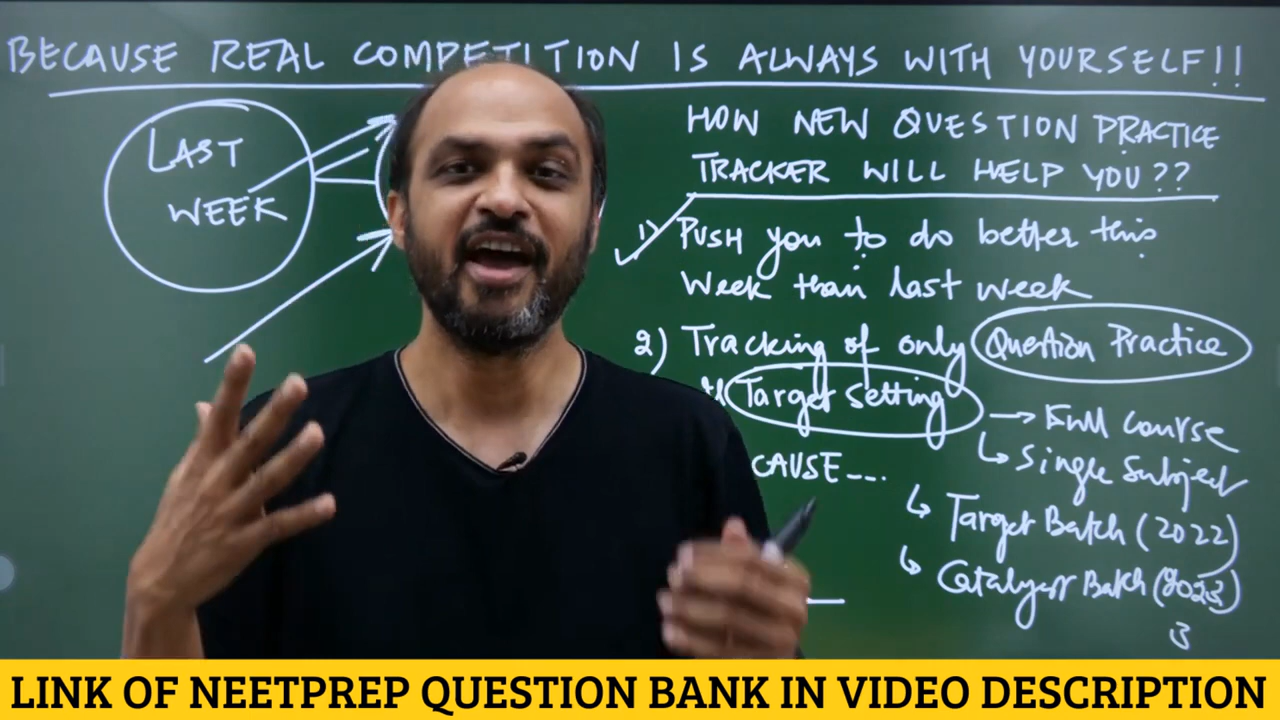 BECAUSE REAL COMPETITION IS ALWAYS WITH YOURSELF!!
LAST
WEEK
HOW NEW QUESTION PRACTICE
TRACKER WILL HELP YOU??
1) Push you to do better this
Week than last week
2) Tracking of only Question Practice
Target Setting → Full course
↳ Single Subject
CAUSE---.
↳ Target Batch (2022)
↳ Catalyst Batch (2023)
3
LINK OF NEETPREP QUESTION BANK IN VIDEO DESCRIPTION